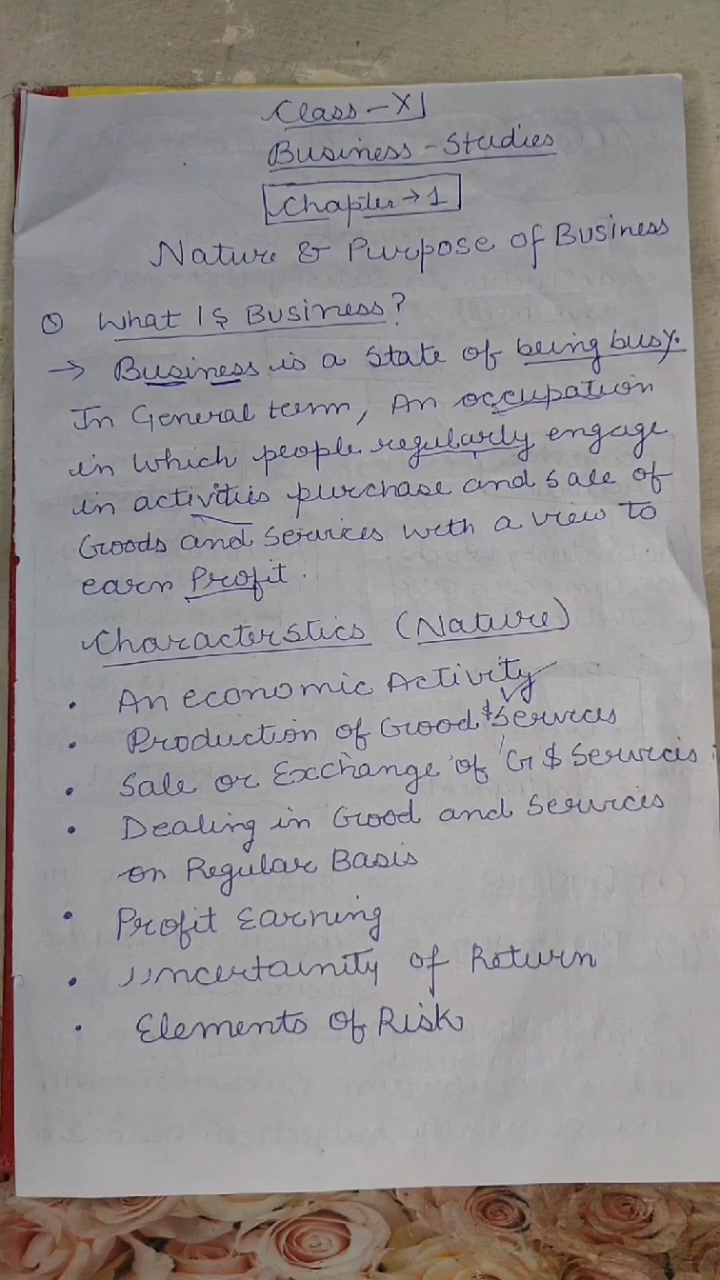 Class - XI
Business - Studies
Chapter → 1
Nature & Purpose of Business
What Is Business?
→ Business is a State of being busy.
In General term, An occupation
in which people regularly engage
in activities purchase and sale of
Goods and Services with a view to
earn Profit.
Characterstics (Nature)
• An economic Activity
• Production of Good & Services
• Sale or Exchange of G & Services
• Dealing in Good and Services
on Regular Basis
• Profit Earning
• Uncertainity of Return
• Elements of Risk